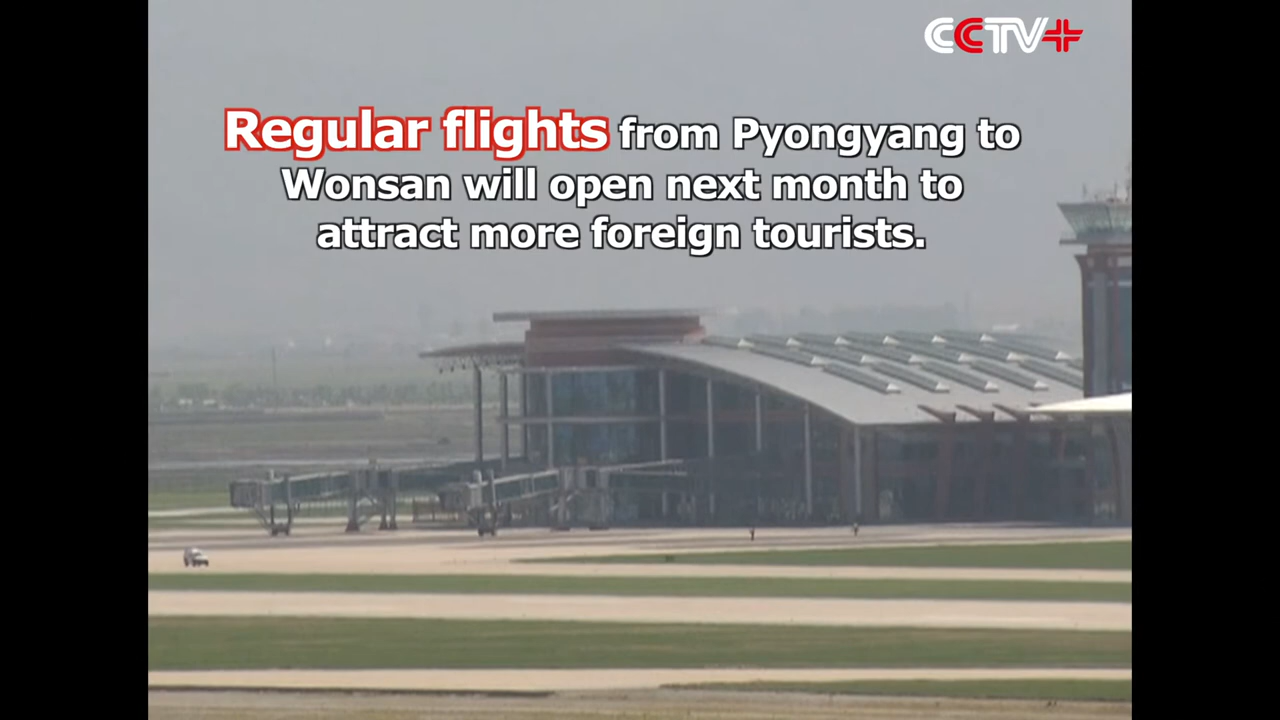 CCTV+
Regular flights from Pyongyang to
Wonsan will open next month to
attract more foreign tourists.